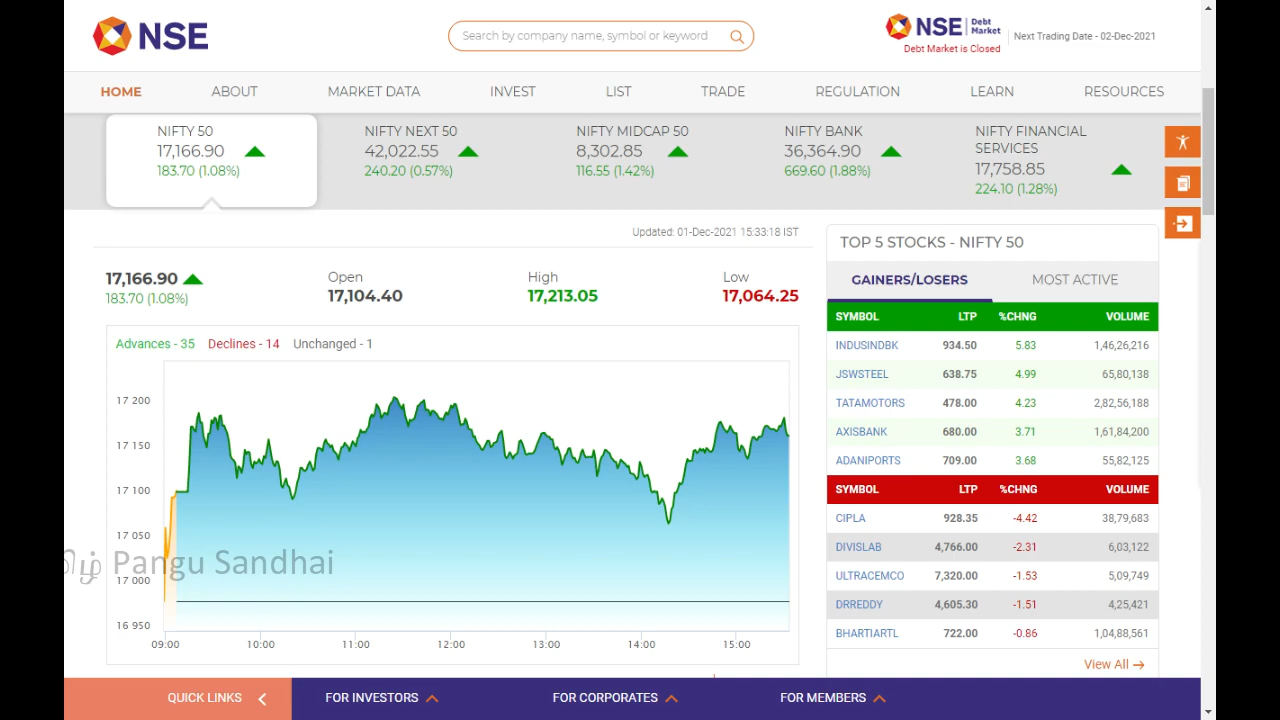 NSE
Search by company name, symbol or keyword
NSE Debt Market
Debt Market is Closed
Next Trading Date - 02-Dec-2021
HOME ABOUT MARKET DATA INVEST LIST TRADE REGULATION LEARN RESOURCES
NIFTY 50
17,166.90
183.70 (1.08%)
NIFTY NEXT 50
42,022.55
240.20 (0.57%)
NIFTY MIDCAP 50
8,302.85
116.55 (1.42%)
NIFTY BANK
36,364.90
669.60 (1.88%)
NIFTY FINANCIAL
SERVICES
17,758.85
224.10 (1.28%)
Updated: 01-Dec-2021 15:33:18 IST
17,166.90
183.70 (1.08%)
Open
17,104.40
High
17,213.05
Low
17,064.25
Advances - 35 Declines - 14 Unchanged - 1
17 200
17 150
17 100
17 050
17 000
16 950
09:00 10:00 11:00 12:00 13:00 14:00 15:00
Pangu Sandhai
TOP 5 STOCKS - NIFTY 50
GAINERS/LOSERS MOST ACTIVE
SYMBOL LTP %CHNG VOLUME
INDUSINDBK 934.50 5.83 1,46,26,216
JSWSTEEL 638.75 4.99 65,80,138
TATAMOTORS 478.00 4.23 2,82,56,188
AXISBANK 680.00 3.71 1,61,84,200
ADANIPORTS 709.00 3.68 55,82,125
SYMBOL LTP %CHNG VOLUME
CIPLA 928.35 -4.42 38,79,683
DIVISLAB 4,766.00 -2.31 6,03,122
ULTRACEMCO 7,320.00 -1.53 5,09,749
DRREDDY 4,605.30 -1.51 4,25,421
BHARTIARTL 722.00 -0.86 1,04,88,561
View All
QUICK LINKS FOR INVESTORS FOR CORPORATES FOR MEMBERS